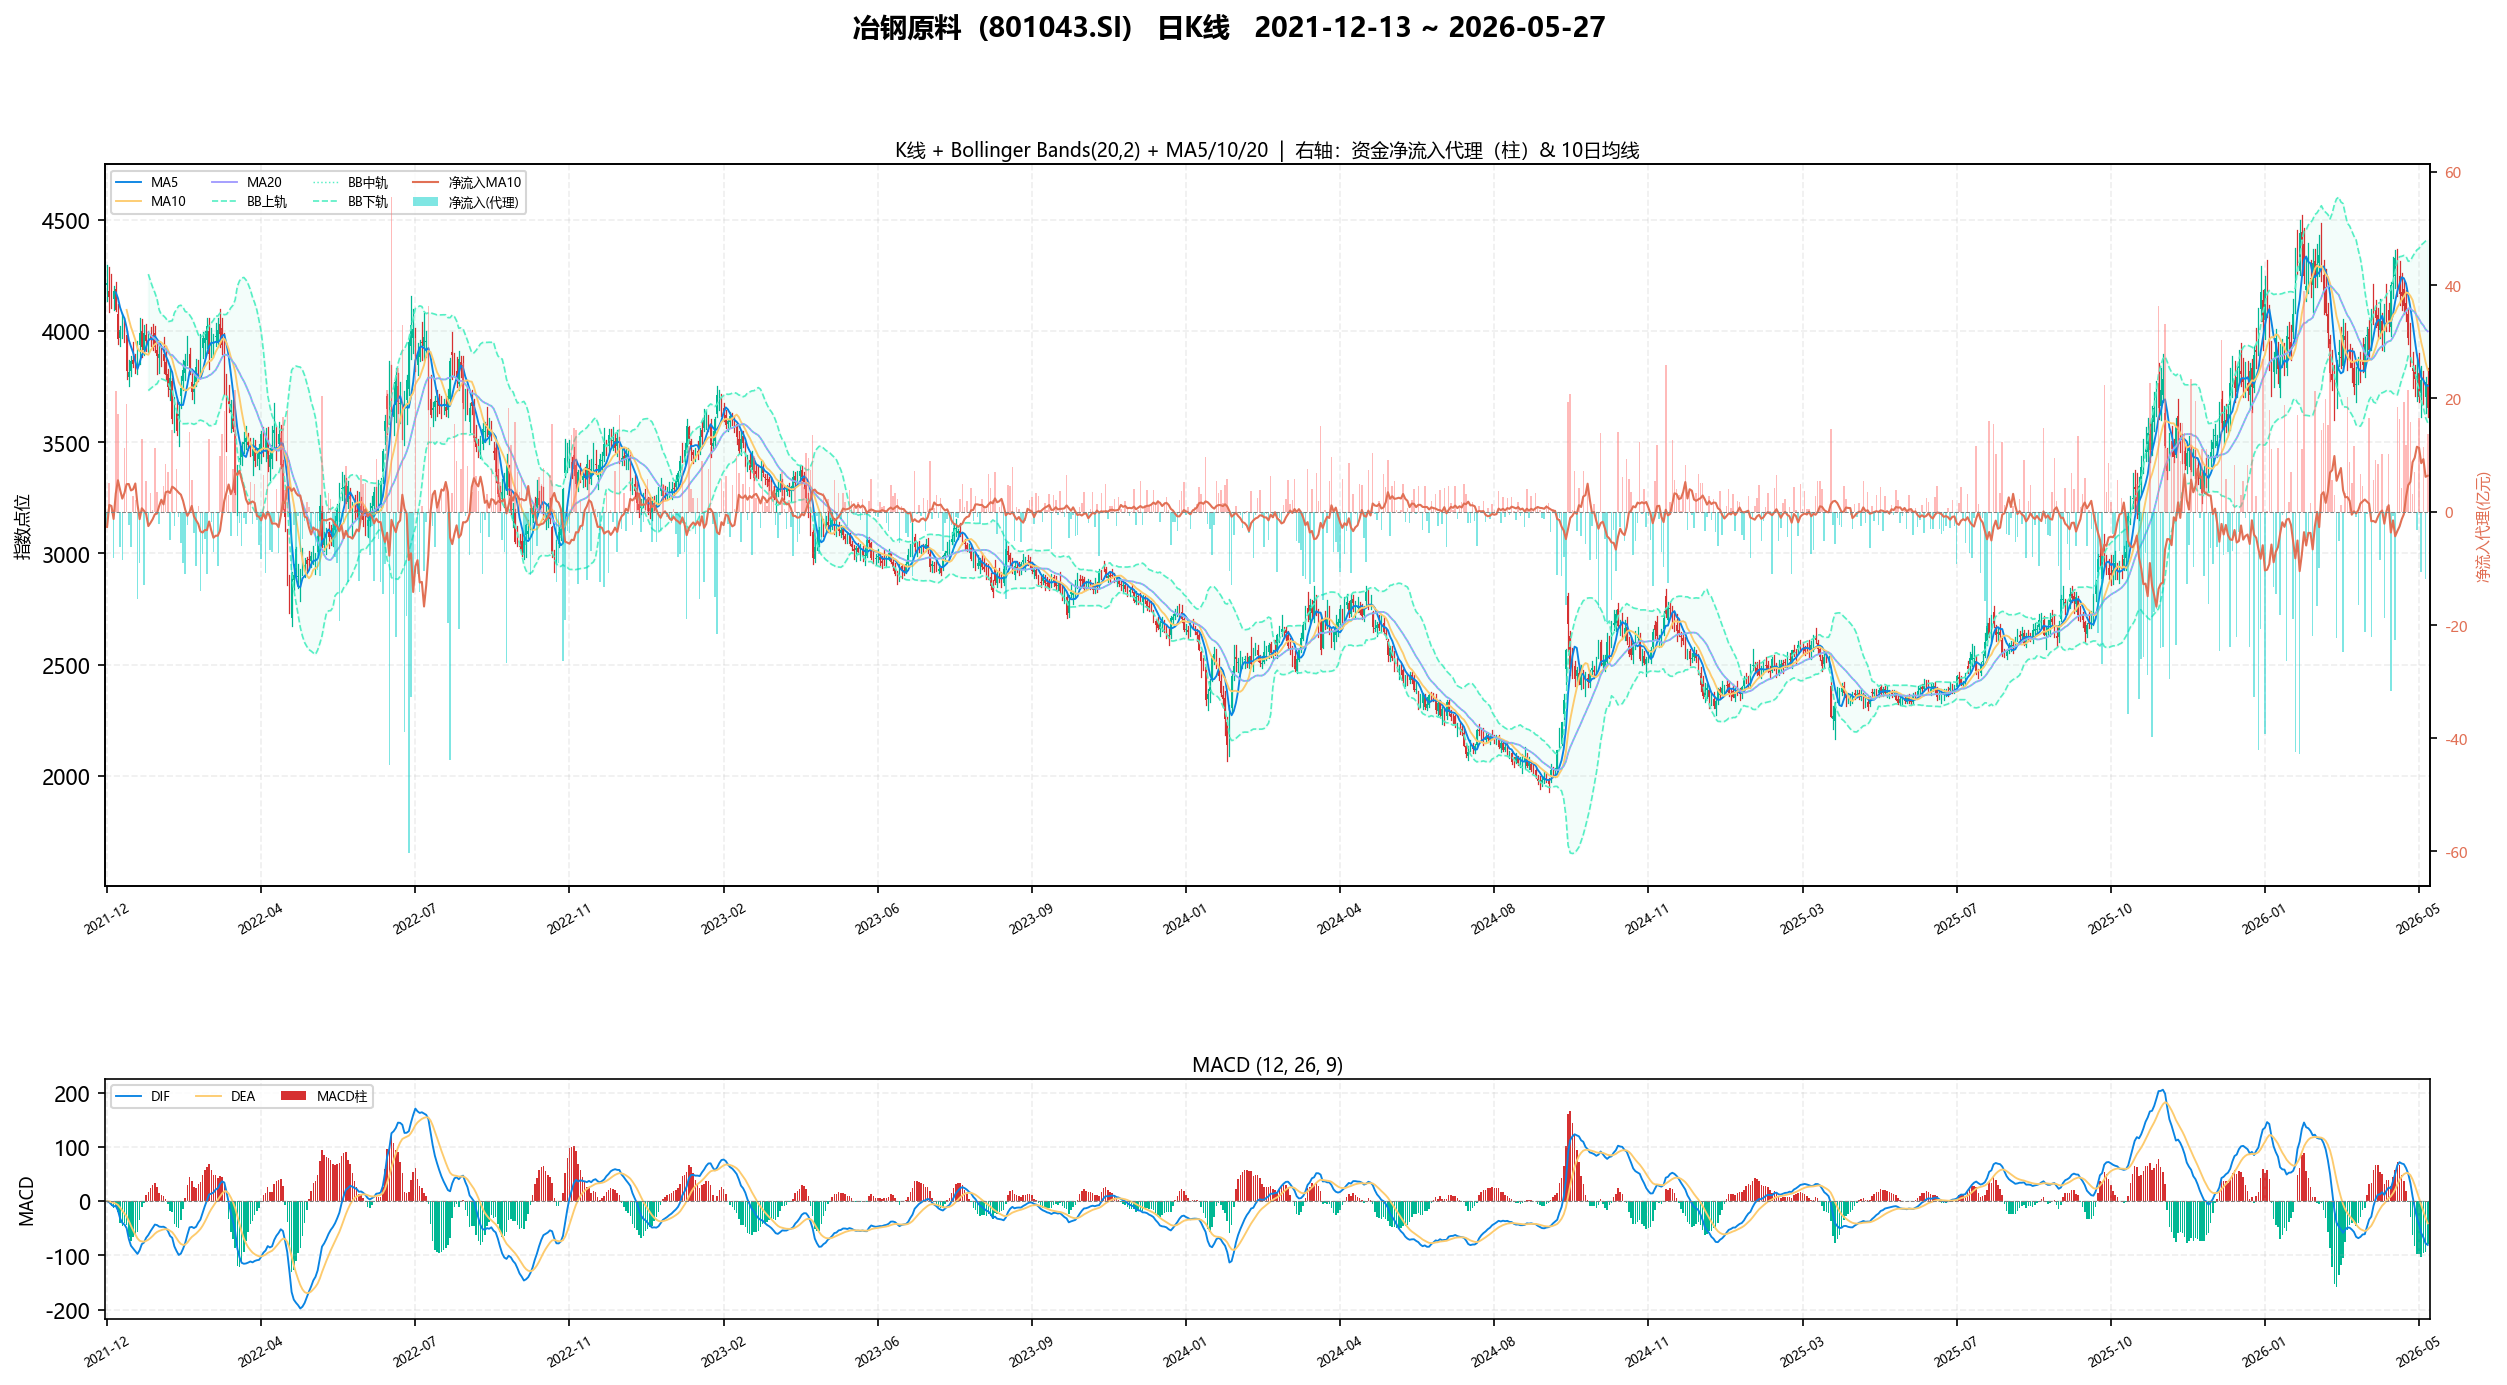 冶钢原料 (801043.SI) 日K线 2021-12-13 ~ 2026-05-27
K线 + Bollinger Bands(20,2) + MA5/10/20 | 右轴：资金净流入代理（柱）& 10日均线
MA5 MA20 BB中轨 净流入MA10
MA10 BB上轨 BB下轨 净流入(代理)
指数点位
4500
4000
3500
3000
2500
2000
60
40
20
0
-20
-40
-60
净流入代理(亿元)
2021-12 2022-04 2022-07 2022-11 2023-02 2023-06 2023-09 2024-01 2024-04 2024-08 2024-11 2025-03 2025-07 2025-10 2026-01 2026-05
MACD (12, 26, 9)
DIF DEA MACD柱
MACD
200
100
0
-100
-200
2021-12 2022-04 2022-07 2022-11 2023-02 2023-06 2023-09 2024-01 2024-04 2024-08 2024-11 2025-03 2025-07 2025-10 2026-01 2026-05